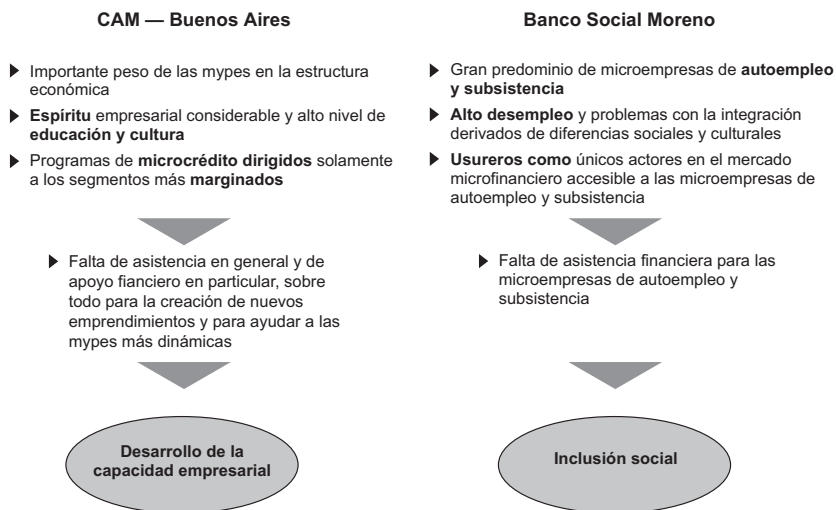 CAM — Buenos Aires
Importante peso de las mypes en la estructura
económica
Espíritu empresarial considerable y alto nivel de
educación y cultura
Programas de microcrédito dirigidos solamente
a los segmentos más marginados
Falta de asistencia en general y de
apoyo fianciero en particular, sobre
todo para la creación de nuevos
emprendimientos y para ayudar a las
mypes más dinámicas
Desarrollo de la
capacidad empresarial
Banco Social Moreno
Gran predominio de microempresas de autoempleo
y subsistencia
Alto desempleo y problemas con la integración
derivados de diferencias sociales y culturales
Usureros como únicos actores en el mercado
microfinanciero accesible a las microempresas de
autoempleo y subsistencia
Falta de asistencia financiera para las
microempresas de autoempleo y
subsistencia
Inclusión social